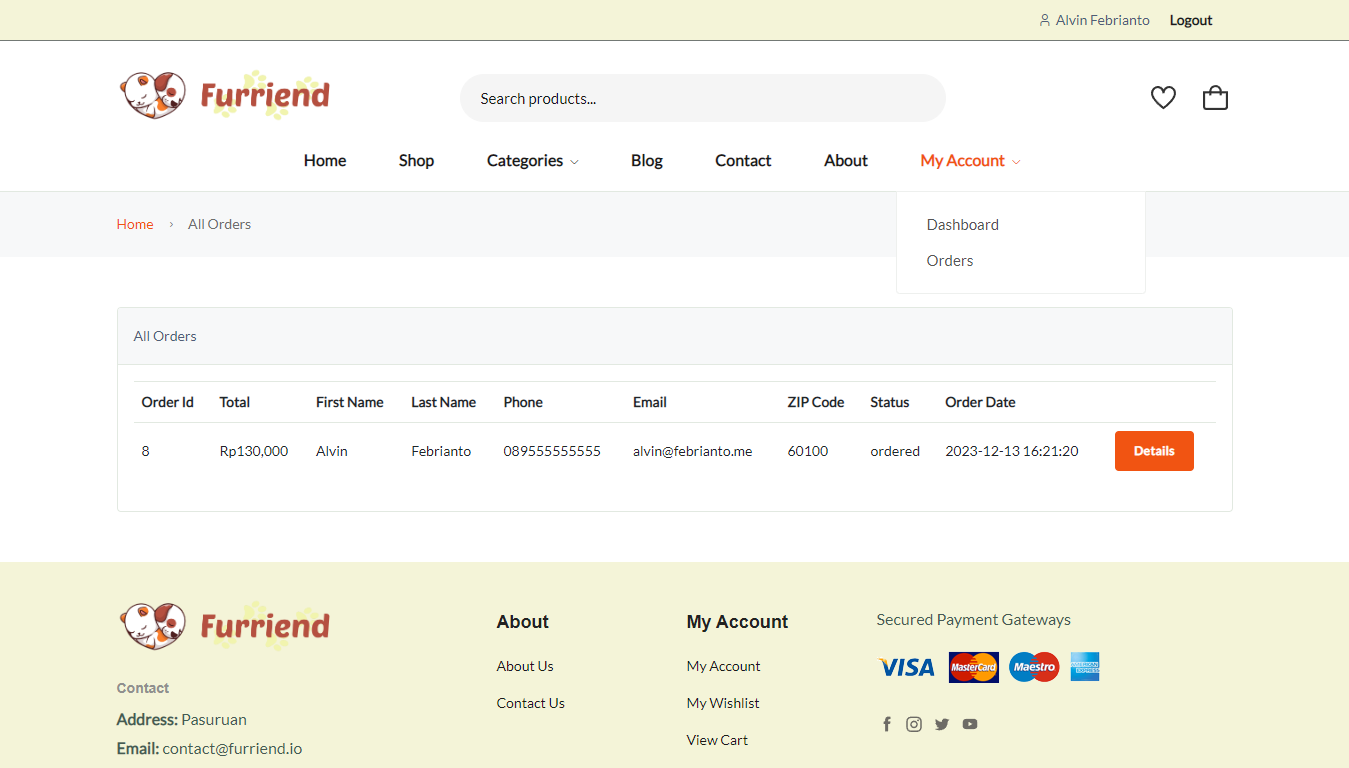 Alvin Febrianto Logout
Furriend
Search products...
Home Shop Categories Blog Contact About My Account
Home › All Orders
Dashboard
Orders
All Orders
Order Id Total First Name Last Name Phone Email ZIP Code Status Order Date
8 Rp130,000 Alvin Febrianto 089555555555 alvin@febrianto.me 60100 ordered 2023-12-13 16:21:20 Details
Furriend
Contact
Address: Pasuruan
Email: contact@furriend.io
About
About Us
Contact Us
My Account
My Account
My Wishlist
View Cart
Secured Payment Gateways
VISA MasterCard Maestro AMERICAN EXPRESS